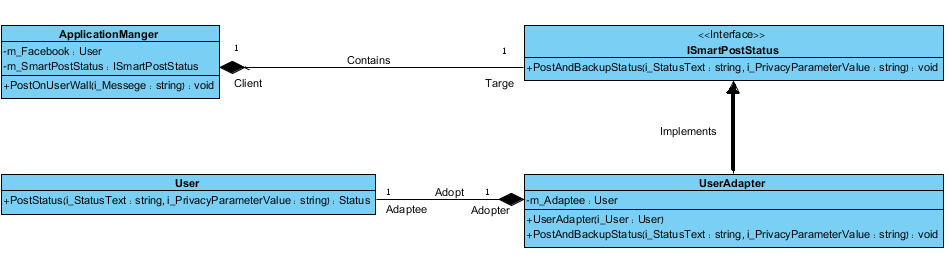 ApplicationManger
-m_Facebook : User
-m_SmartPostStatus : ISmartPostStatus
+PostOnUserWall(i_Messege : string) : void
1
Client
Contains
1
Targe
<<Interface>>
ISmartPostStatus
+PostAndBackupStatus(i_StatusText : string, i_PrivacyParameterValue : string) : void
Implements
User
+PostStatus(i_StatusText : string, i_PrivacyParameterValue : string) : Status
1
Adaptee
Adopt
1
Adopter
UserAdapter
-m_Adaptee : User
+UserAdapter(i_User : User)
+PostAndBackupStatus(i_StatusText : string, i_PrivacyParameterValue : string) : void